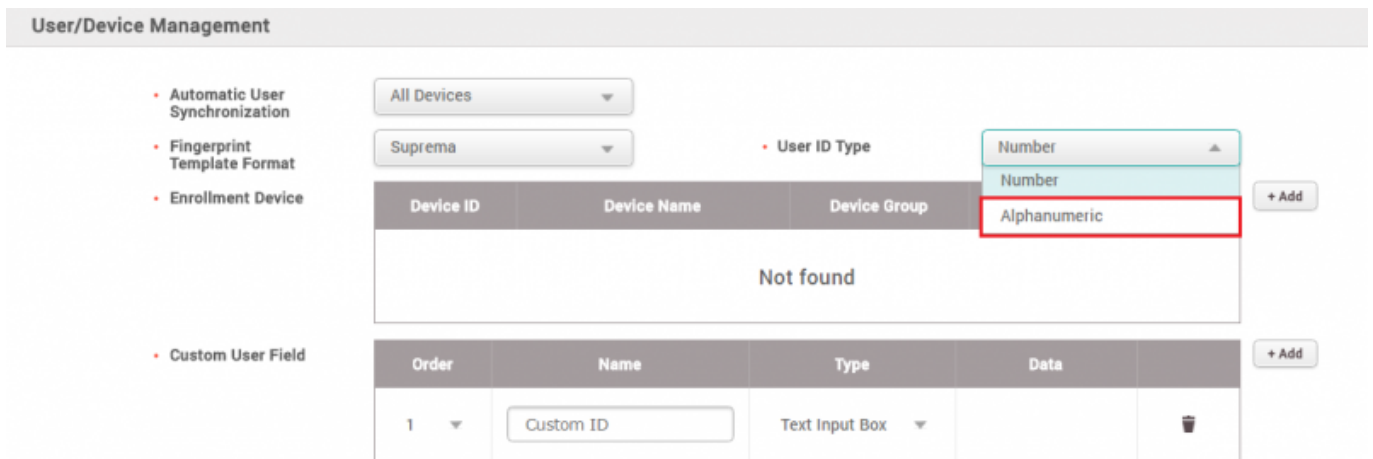 User/Device Management
• Automatic User Synchronization
All Devices
• Fingerprint Template Format
Suprema
• User ID Type
Number
Number
Alphanumeric
• Enrollment Device
Device ID Device Name Device Group
+ Add
Not found
• Custom User Field
Order Name Type Data
+ Add
1 Custom ID Text Input Box